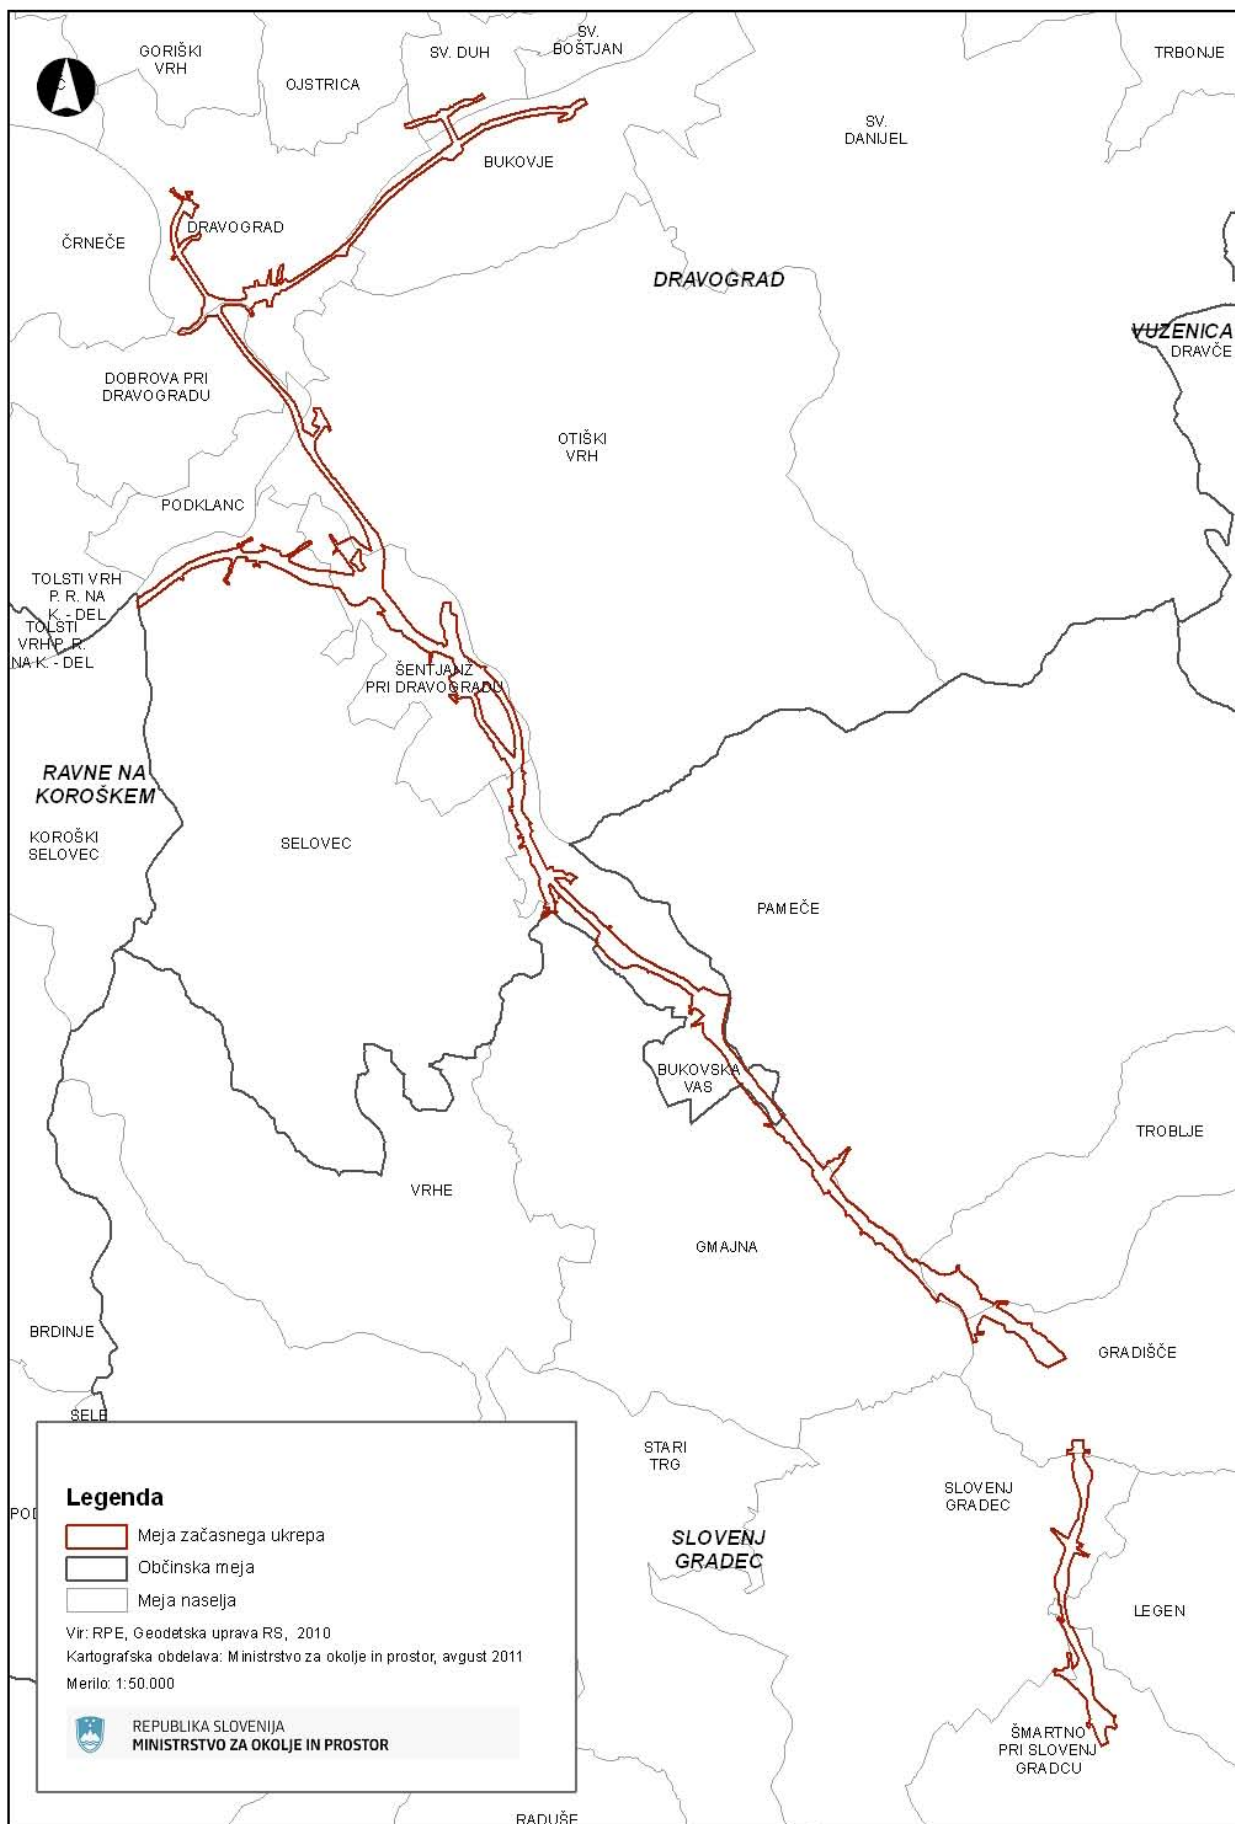 GORIŠKI
VRH
OJSTRICA
SV. DUH
SV.
BOŠTJAN
TRBONJE
SV.
DANIJEL
BUKOVJE
DRAVOGRAD
ČRNEČE
DRAVOGRAD
VUZENICA
DRAVČE
DOBROVA PRI
DRAVOGRADU
OTIŠKI
VRH
PODKLANC
TOLSTI VRH
P. R. NA
K. - DEL
TOLSTI
VRH P. R.
NA K. - DEL
ŠENTJANŽ
PRI DRAVOGRADU
RAVNE NA
KOROŠKEM
KOROŠKI
SELOVEC
SELOVEC
PAMEČE
BUKOVSKA
VAS
TROBLJE
VRHE
GMAJNA
BRDINJE
GRADIŠČE
SELE
STARI
TRG
SLOVENJ
GRADEC
SLOVENJ
GRADEC
LEGEN
ŠMARTNO
PRI SLOVENJ
GRADCU
RADUŠE
Legenda
Meja začasnega ukrepa
Občinska meja
Meja naselja
Vir: RPE, Geodetska uprava RS, 2010
Kartografska obdelava: Ministrstvo za okolje in prostor, avgust 2011
Merilo: 1:50.000
REPUBLIKA SLOVENIJA
MINISTRSTVO ZA OKOLJE IN PROSTOR